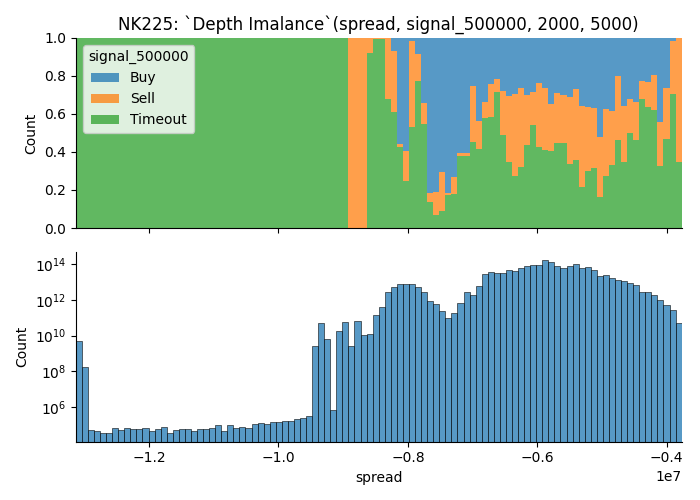 NK225: `Depth Imalance`(spread, signal_500000, 2000, 5000)
signal_500000
Buy
Sell
Timeout
Count
1.0
0.8
0.6
0.4
0.2
0.0
Count
10^14
10^12
10^10
10^8
10^6
−1.2 −1.0 −0.8 −0.6 −0.4
1e7
spread